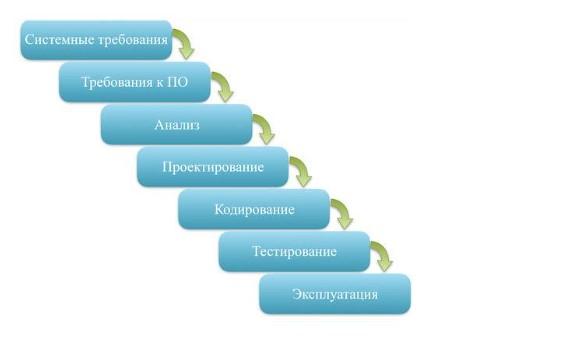 Системные требования
Требования к ПО
Анализ
Проектирование
Кодирование
Тестирование
Эксплуатация